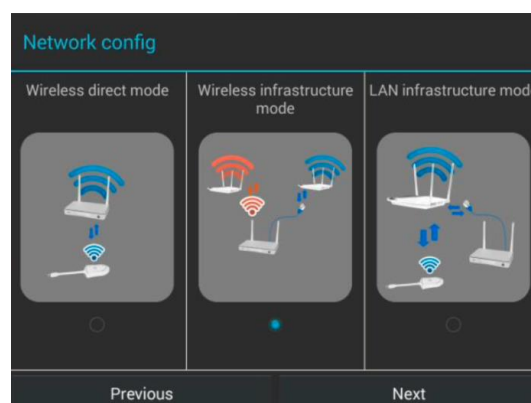 Network config
Wireless direct mode
Wireless infrastructure
mode
LAN infrastructure mod
Previous
Next